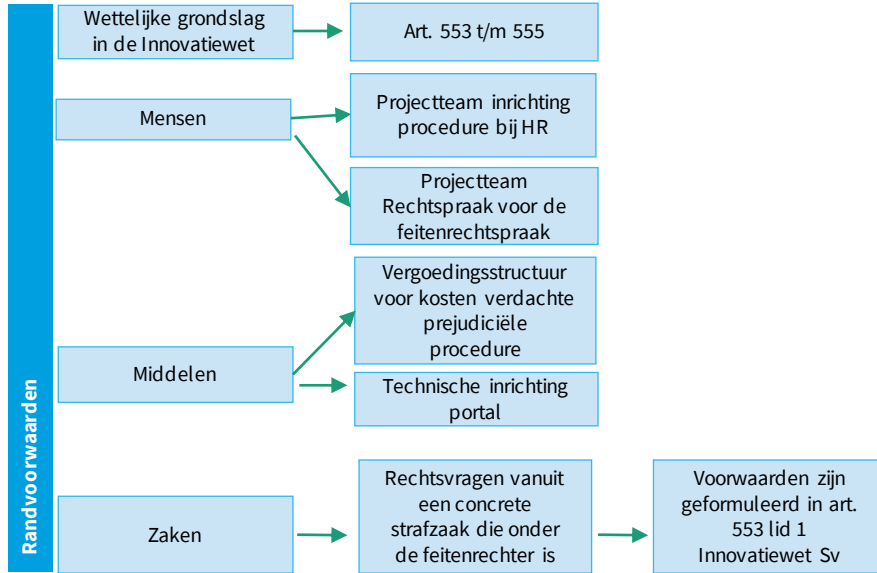 Randvoorwaarden
Wettelijke grondslag
in de Innovatiewet
Art. 553 t/m 555
Mensen
Projectteam inrichting
procedure bij HR
Projectteam
Rechtspraak voor de
feitenrechtspraak
Middelen
Vergoedingsstructuur
voor kosten verdachte
prejudiciële
procedure
Technische inrichting
portal
Zaken
Rechtsvragen vanuit
een concrete
strafzaak die onder
de feitenrechter is
Voorwaarden zijn
geformuleerd in art.
553 lid 1
Innovatiewet Sv